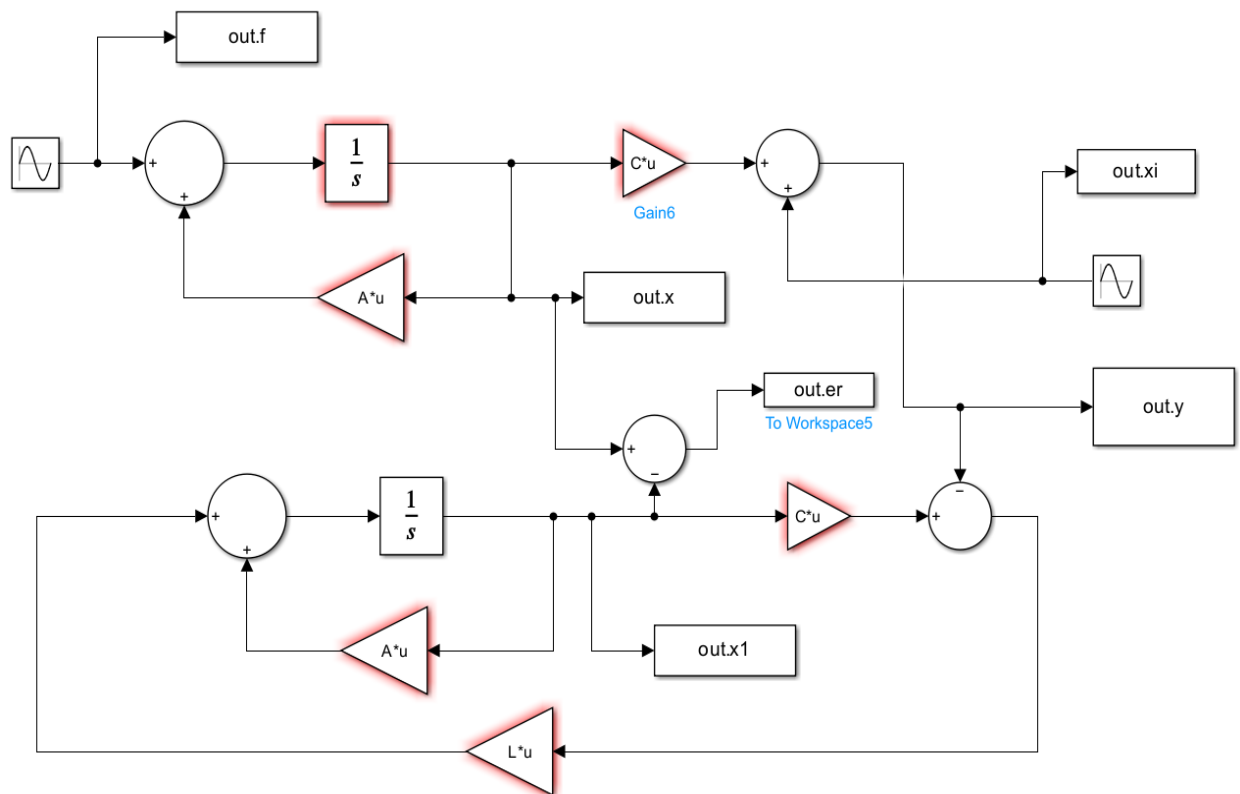 out.f
+
+
1
s
C*u
Gain6
+
+
out.xi
A*u
out.x
out.er
To Workspace5
+
−
out.y
+
+
1
s
C*u
+
−
A*u
out.x1
L*u